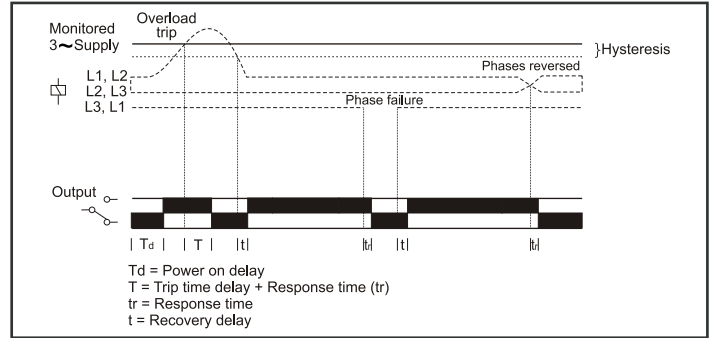 Overload
trip
Monitored
3~Supply
}Hysteresis
Phases reversed
L1, L2
L2, L3
L3, L1
Phase failure
Output
Td T t tr t tr
Td = Power on delay
T = Trip time delay + Response time (tr)
tr = Response time
t = Recovery delay